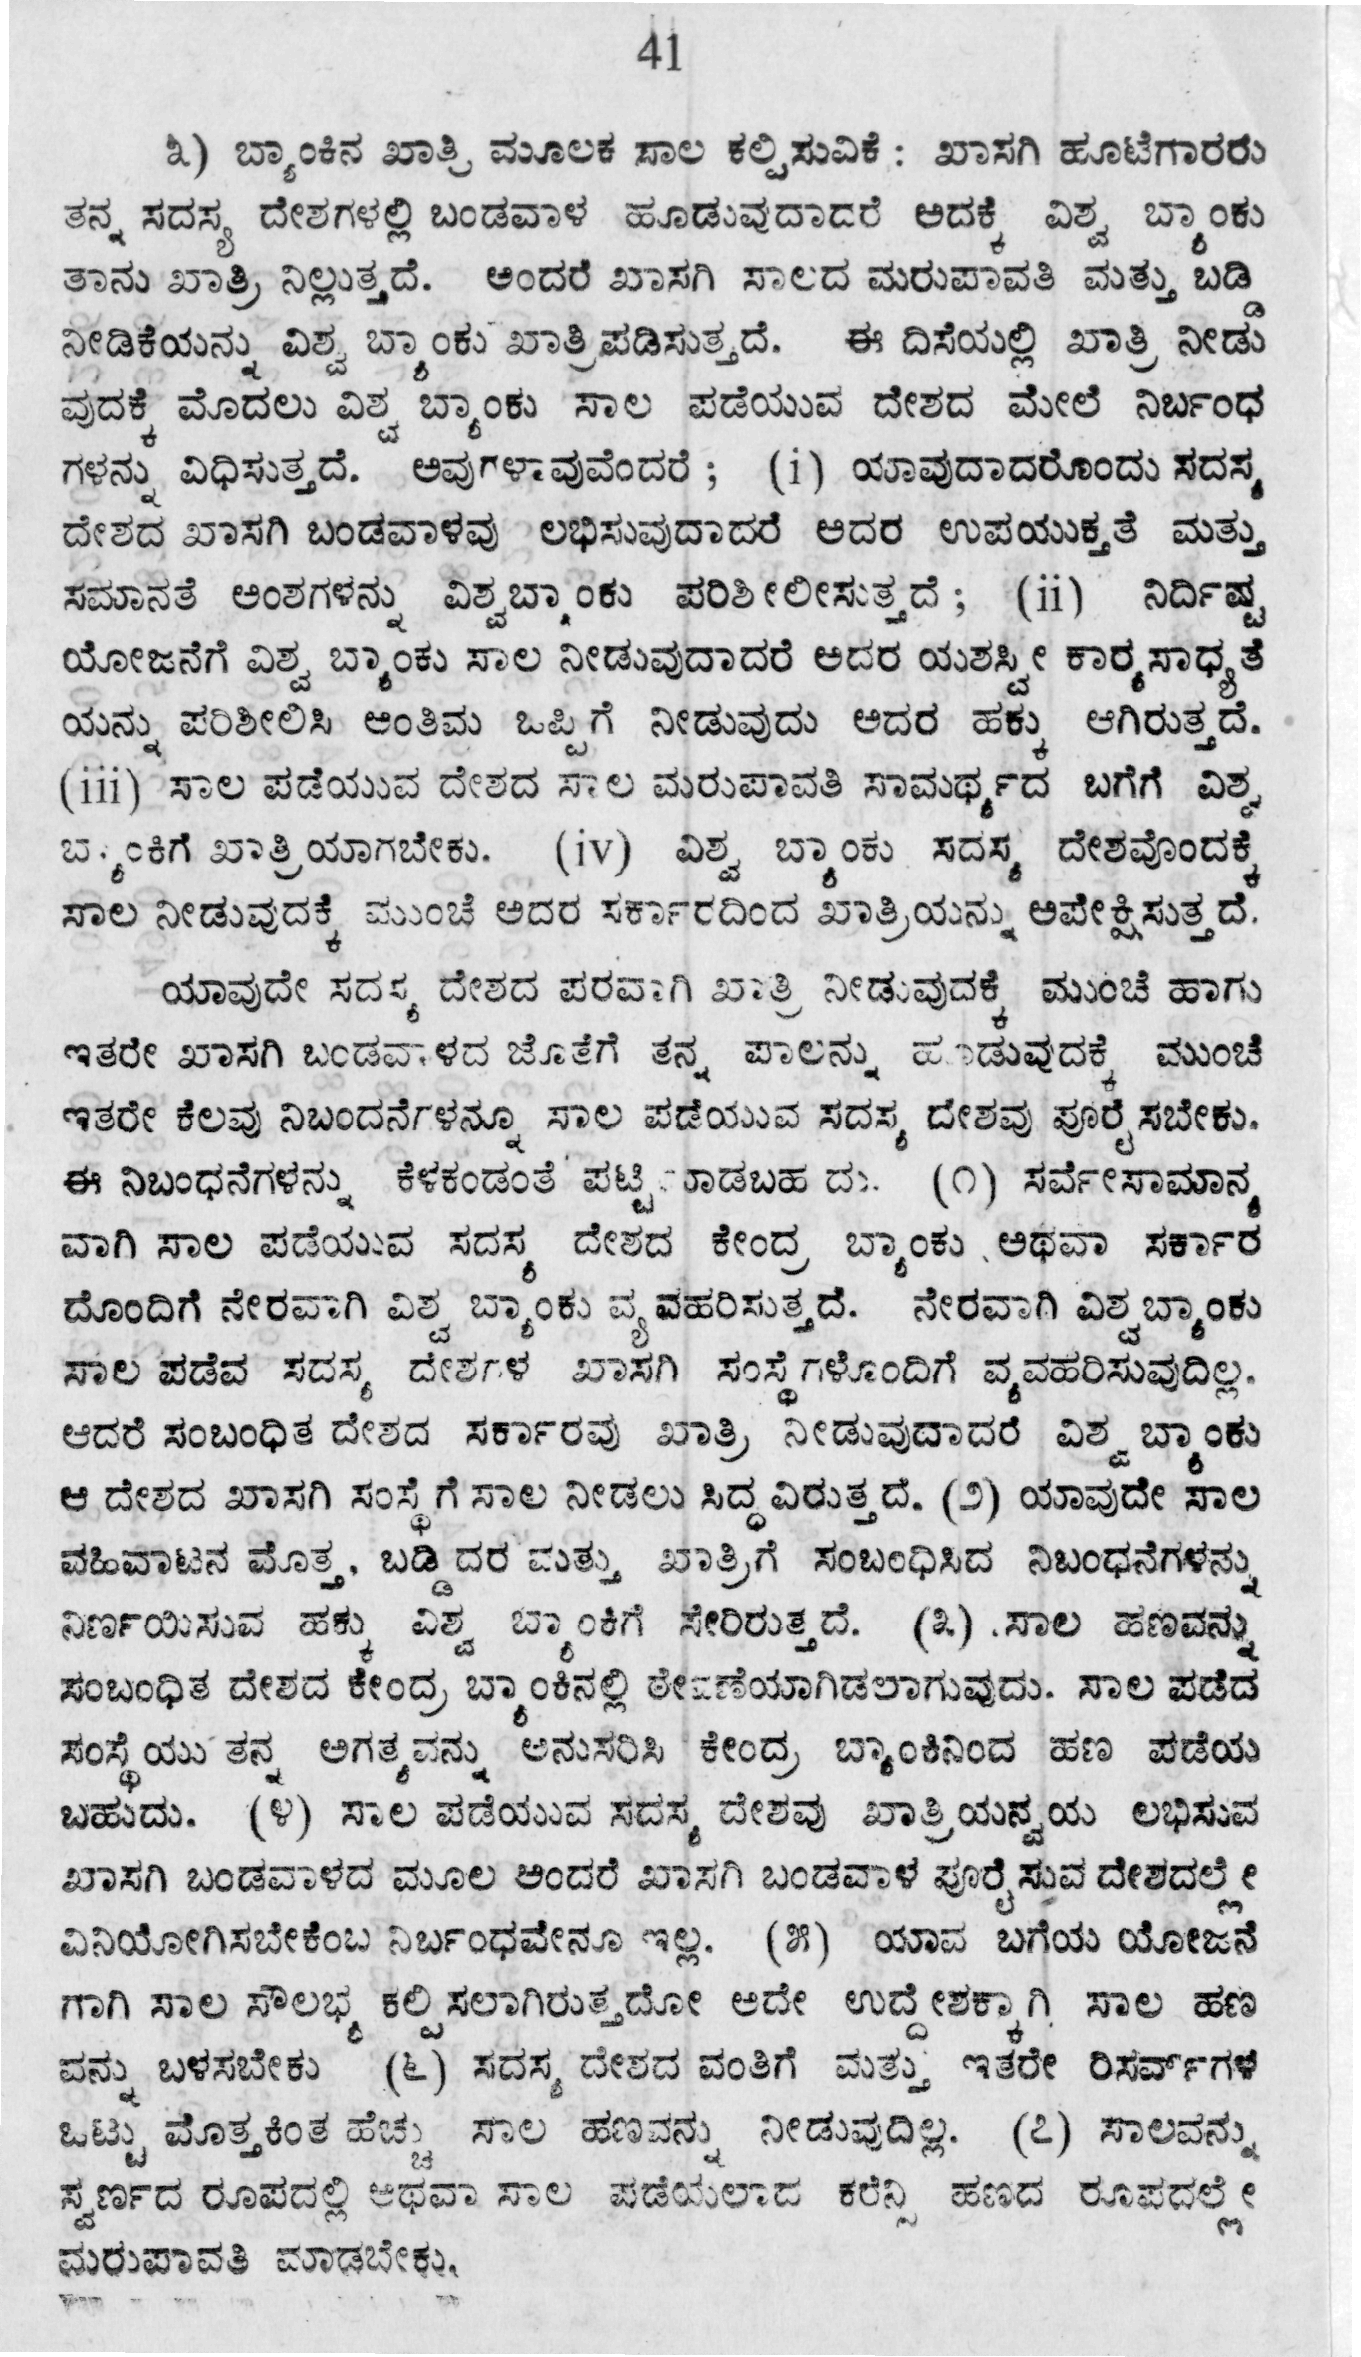 41
೩) ಬ್ಯಾಂಕಿನ ಖಾತ್ರಿ ಮೂಲಕ ಸಾಲ ಕಲ್ಪಿಸುವಿಕೆ : ಖಾಸಗಿ ಹೂಟೆಗಾರರು
ತನ್ನ ಸದಸ್ಯ ದೇಶಗಳಲ್ಲಿ ಬಂಡವಾಳ ಹೂಡುವುದಾದರೆ ಅದಕ್ಕೆ ವಿಶ್ವ ಬ್ಯಾಂಕು
ತಾನು ಖಾತ್ರಿ ನಿಲ್ಲುತ್ತದೆ. ಅಂದರೆ ಖಾಸಗಿ ಸಾಲದ ಮರುಪಾವತಿ ಮತ್ತು ಬಡ್ಡಿ
ನೀಡಿಕೆಯನ್ನು ವಿಶ್ವ ಬ್ಯಾಂಕು ಖಾತ್ರಿಪಡಿಸುತ್ತದೆ. ಈ ದಿಸೆಯಲ್ಲಿ ಖಾತ್ರಿ ನೀಡು
ವುದಕ್ಕೆ ಮೊದಲು ವಿಶ್ವ ಬ್ಯಾಂಕು ಸಾಲ ಪಡೆಯುವ ದೇಶದ ಮೇಲೆ ನಿರ್ಬಂಧ
ಗಳನ್ನು ವಿಧಿಸುತ್ತದೆ. ಅವುಗಳಾವುವೆಂದರೆ ; (i) ಯಾವುದಾದರೊಂದು ಸದಸ್ಯ
ದೇಶದ ಖಾಸಗಿ ಬಂಡವಾಳವು ಲಭಿಸುವುದಾದರೆ ಅದರ ಉಪಯುಕ್ತತೆ ಮತ್ತು
ಸಮಾನತೆ ಅಂಶಗಳನ್ನು ವಿಶ್ವಬ್ಯಾಂಕು ಪರಿಶೀಲೀಸುತ್ತದೆ ; (ii) ನಿರ್ದಿಷ್ಟ
ಯೋಜನೆಗೆ ವಿಶ್ವ ಬ್ಯಾಂಕು ಸಾಲ ನೀಡುವುದಾದರೆ ಅದರ ಯಶಸ್ವೀ ಕಾರ‍್ಯಸಾಧ್ಯತೆ
ಯನ್ನು ಪರಿಶೀಲಿಸಿ ಅಂತಿಮ ಒಪ್ಪಿಗೆ ನೀಡುವುದು ಅದರ ಹಕ್ಕು ಆಗಿರುತ್ತದೆ.
(iii) ಸಾಲ ಪಡೆಯುವ ದೇಶದ ಸಾಲ ಮರುಪಾವತಿ ಸಾಮರ್ಥ್ಯದ ಬಗೆಗೆ ವಿಶ್ವ
ಬ್ಯಾಂಕಿಗೆ ಖಾತ್ರಿಯಾಗಬೇಕು. (iv) ವಿಶ್ವ ಬ್ಯಾಂಕು ಸದಸ್ಯ ದೇಶವೊಂದಕ್ಕೆ
ಸಾಲ ನೀಡುವುದಕ್ಕೆ ಮುಂಚೆ ಅದರ ಸರ್ಕಾರದಿಂದ ಖಾತ್ರಿಯನ್ನು ಅಪೇಕ್ಷಿಸುತ್ತದೆ.
ಯಾವುದೇ ಸದಸ್ಯ ದೇಶದ ಪರವಾಗಿ ಖಾತ್ರಿ ನೀಡುವುದಕ್ಕೆ ಮುಂಚೆ ಹಾಗು
ಇತರೇ ಖಾಸಗಿ ಬಂಡವಾಳದ ಜೊತೆಗೆ ತನ್ನ ಪಾಲನ್ನು ಹೂಡುವುದಕ್ಕೆ ಮುಂಚೆ
ಇತರೇ ಕೆಲವು ನಿಬಂದನೆಗಳನ್ನೂ ಸಾಲ ಪಡೆಯುವ ಸದಸ್ಯ ದೇಶವು ಪೂರೈಸಬೇಕು.
ಈ ನಿಬಂಧನೆಗಳನ್ನು ಕೆಳಕಂಡಂತೆ ಪಟ್ಟಿ ಮಾಡಬಹುದು. (೧) ಸರ್ವೇಸಾಮಾನ್ಯ
ವಾಗಿ ಸಾಲ ಪಡೆಯುವ ಸದಸ್ಯ ದೇಶದ ಕೇಂದ್ರ ಬ್ಯಾಂಕು ಅಥವಾ ಸರ್ಕಾರ
ದೊಂದಿಗೆ ನೇರವಾಗಿ ವಿಶ್ವ ಬ್ಯಾಂಕು ವ್ಯವಹರಿಸುತ್ತದೆ. ನೇರವಾಗಿ ವಿಶ್ವಬ್ಯಾಂಕು
ಸಾಲ ಪಡೆವ ಸದಸ್ಯ ದೇಶಗಳ ಖಾಸಗಿ ಸಂಸ್ಥೆಗಳೊಂದಿಗೆ ವ್ಯವಹರಿಸುವುದಿಲ್ಲ.
ಆದರೆ ಸಂಬಂಧಿತ ದೇಶದ ಸರ್ಕಾರವು ಖಾತ್ರಿ ನೀಡುವುದಾದರೆ ವಿಶ್ವ ಬ್ಯಾಂಕು
ಆ ದೇಶದ ಖಾಸಗಿ ಸಂಸ್ಥೆಗೆ ಸಾಲ ನೀಡಲು ಸಿದ್ಧವಿರುತ್ತದೆ. (೨) ಯಾವುದೇ ಸಾಲ
ವಹಿವಾಟನ ಮೊತ್ತ, ಬಡ್ಡಿದರ ಮತ್ತು ಖಾತ್ರಿಗೆ ಸಂಬಂಧಿಸಿದ ನಿಬಂಧನೆಗಳನ್ನು
ನಿರ್ಣಯಿಸುವ ಹಕ್ಕು ವಿಶ್ವ ಬ್ಯಾಂಕಿಗೆ ಸೇರಿರುತ್ತದೆ. (೩) ಸಾಲ ಹಣವನ್ನು
ಸಂಬಂಧಿತ ದೇಶದ ಕೇಂದ್ರ ಬ್ಯಾಂಕಿನಲ್ಲಿ ಠೇವಣೆಯಾಗಿಡಲಾಗುವುದು. ಸಾಲ ಪಡೆದ
ಸಂಸ್ಥೆಯು ತನ್ನ ಅಗತ್ಯವನ್ನು ಅನುಸರಿಸಿ ಕೇಂದ್ರ ಬ್ಯಾಂಕಿನಿಂದ ಹಣ ಪಡೆಯ
ಬಹುದು. (೪) ಸಾಲ ಪಡೆಯುವ ಸದಸ್ಯ ದೇಶವು ಖಾತ್ರಿಯನ್ವಯ ಲಭಿಸುವ
ಖಾಸಗಿ ಬಂಡವಾಳದ ಮೂಲ ಅಂದರೆ ಖಾಸಗಿ ಬಂಡವಾಳ ಪೂರೈಸುವ ದೇಶದಲ್ಲೇ
ವಿನಿಯೋಗಿಸಬೇಕೆಂಬ ನಿರ್ಬಂಧವೇನೂ ಇಲ್ಲ. (೫) ಯಾವ ಬಗೆಯ ಯೋಜನೆ
ಗಾಗಿ ಸಾಲ ಸೌಲಭ್ಯ ಕಲ್ಪಿಸಲಾಗಿರುತ್ತದೋ ಅದೇ ಉದ್ದೇಶಕ್ಕಾಗಿ ಸಾಲ ಹಣ
ವನ್ನು ಬಳಸಬೇಕು (೬) ಸದಸ್ಯ ದೇಶದ ವಂತಿಗೆ ಮತ್ತು ಇತರೇ ರಿಸರ್ವ್‌ಗಳ
ಒಟ್ಟು ಮೊತ್ತಕಿಂತ ಹೆಚ್ಚು ಸಾಲ ಹಣವನ್ನು ನೀಡುವುದಿಲ್ಲ. (೭) ಸಾಲವನ್ನು
ಸ್ವರ್ಣದ ರೂಪದಲ್ಲಿ ಅಥವಾ ಸಾಲ ಪಡೆಯಲಾದ ಕರೆನ್ಸಿ ಹಣದ ರೂಪದಲ್ಲೇ
ಮರುಪಾವತಿ ಮಾಡಬೇಕು.